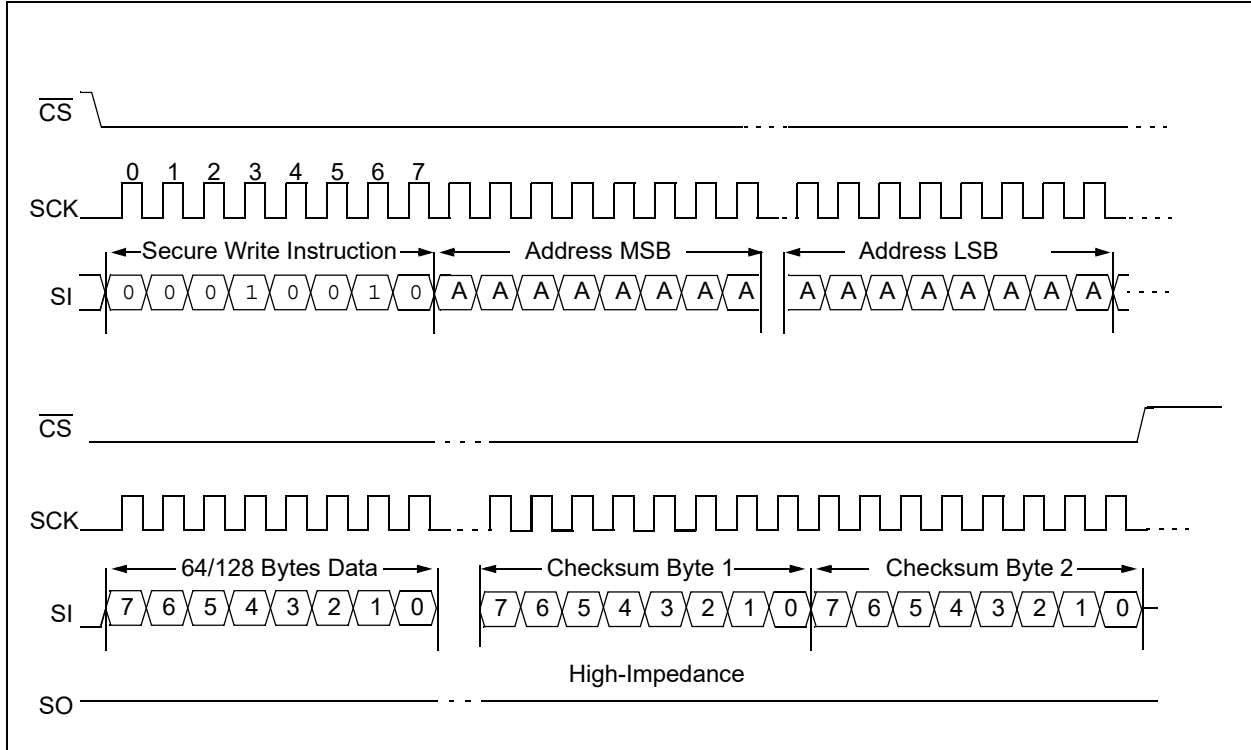 CS
0 1 2 3 4 5 6 7
SCK
Secure Write Instruction Address MSB Address LSB
SI 0 0 0 1 0 0 1 0 A A A A A A A A A A A A A A A A
CS
SCK
64/128 Bytes Data Checksum Byte 1 Checksum Byte 2
SI 7 6 5 4 3 2 1 0 7 6 5 4 3 2 1 0 7 6 5 4 3 2 1 0
High-Impedance
SO